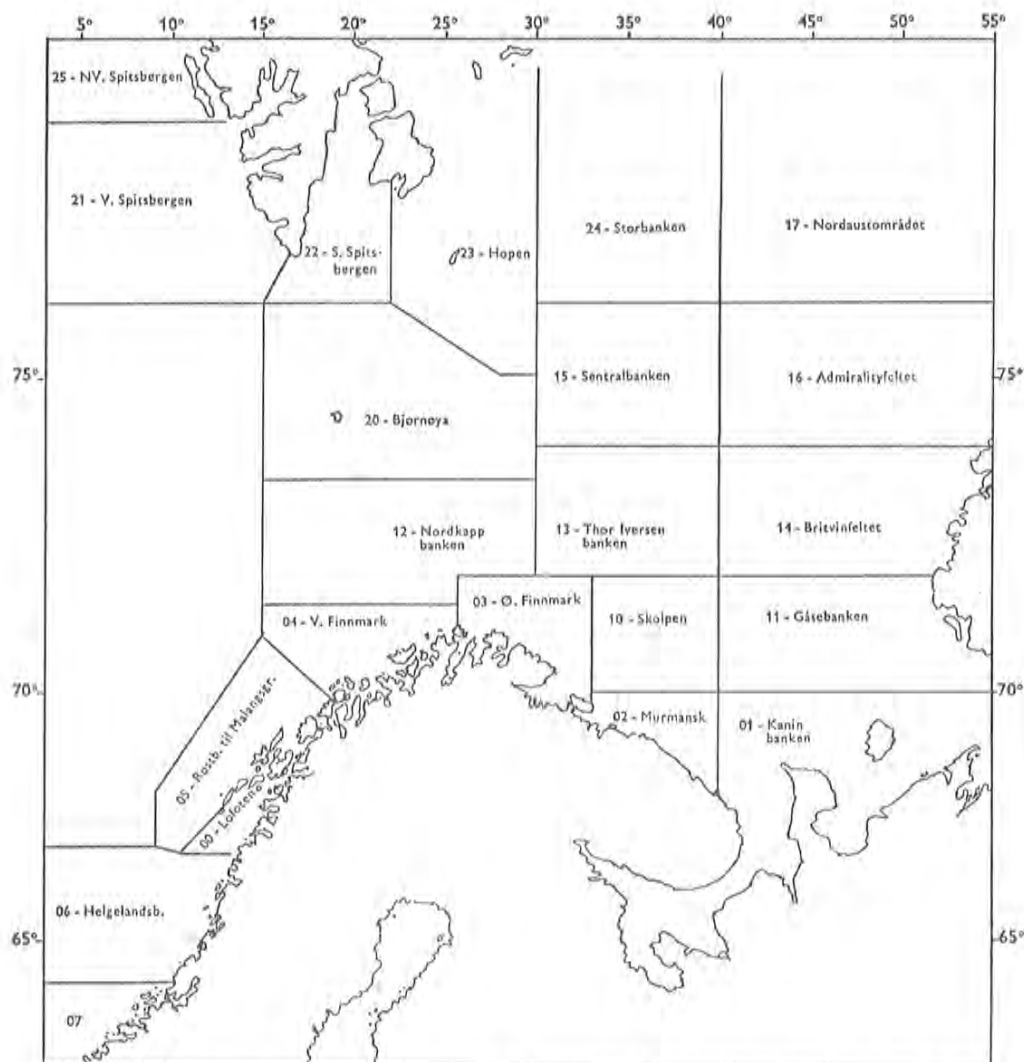 5° 10° 15° 20° 25° 30° 35° 40° 45° 50° 55°
25 - NV. Spitsbergen
21 - V. Spitsbergen
22 - S. Spits-
bergen
23 - Hopen
24 - Storbanken
17 - Nordaustområdet
75°
15 - Sentralbanken
16 - Admiralityfeltet
75°
20 - Bjørnøya
12 - Nordkapp
banken
13 - Thor Iversen
banken
14 - Britvinfeltet
04 - V. Finnmark
03 - Ø. Finnmark
10 - Skolpen
11 - Gåsebanken
70°
05 - Røstb. til Malangsgr.
00 - Lofoten
02 - Murmansk
01 - Kanin
banken
70°
06 - Helgelandsb.
65°
65°
07